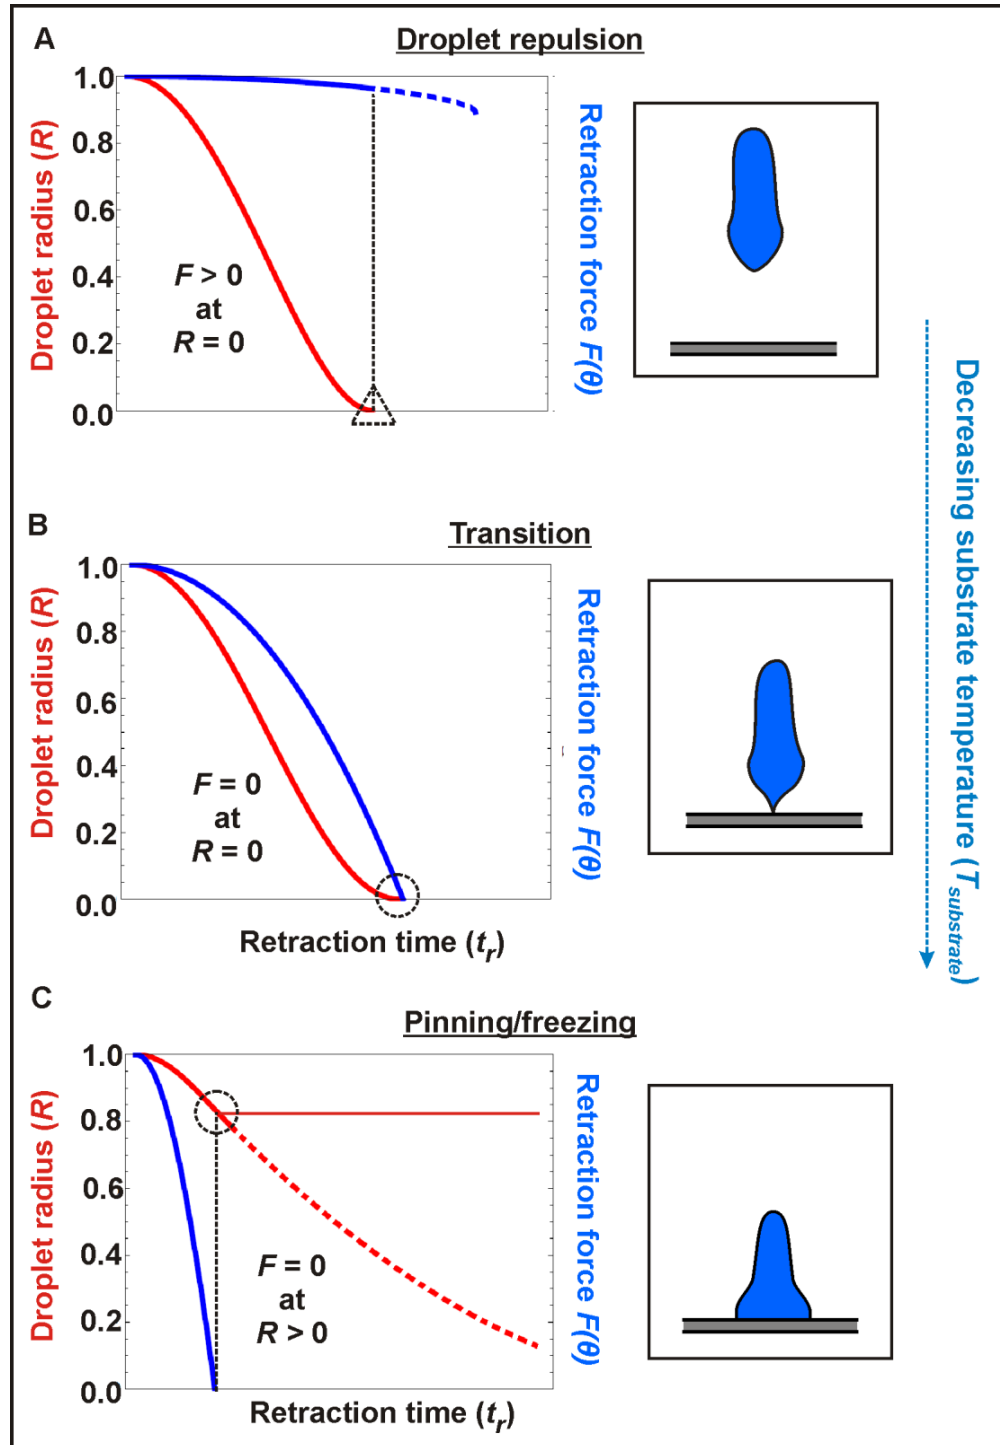 A
Droplet repulsion
Droplet radius (R)
1.0
0.8
0.6
0.4
0.2
0.0
F > 0
at
R = 0
Retraction force F(θ)
Decreasing substrate temperature (T substrate)
B
Transition
Droplet radius (R)
1.0
0.8
0.6
0.4
0.2
0.0
F = 0
at
R = 0
Retraction force F(θ)
Retraction time (tr)
C
Pinning/freezing
Droplet radius (R)
1.0
0.8
0.6
0.4
0.2
0.0
F = 0
at
R > 0
Retraction force F(θ)
Retraction time (tr)